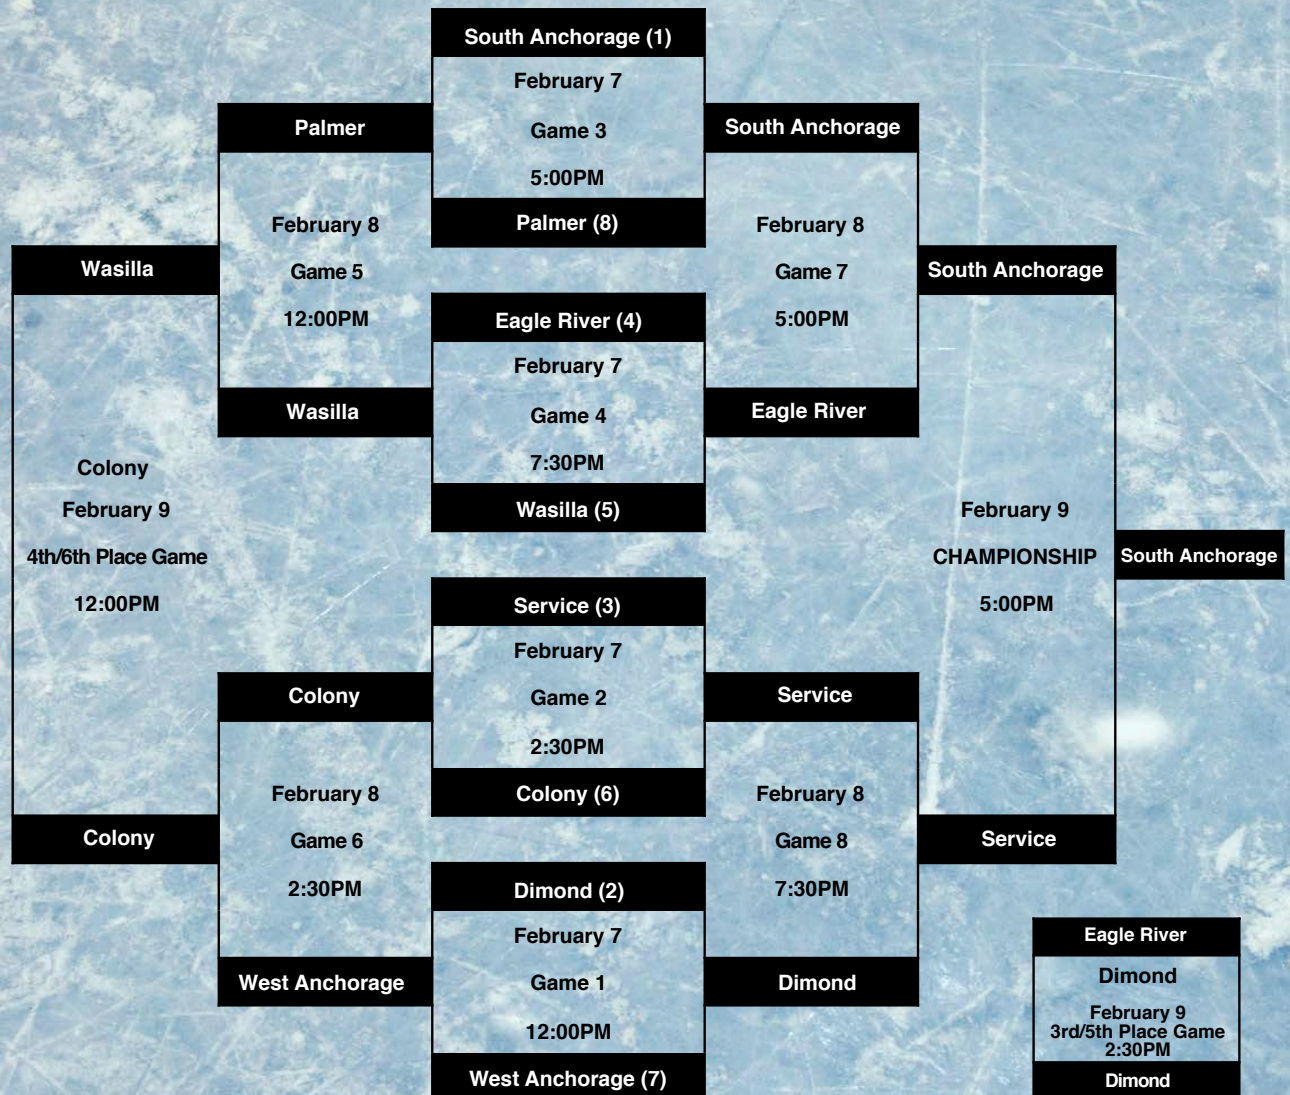 South Anchorage (1)
February 7
Game 3
5:00PM
Palmer (8)
Palmer
February 8
Game 5
12:00PM
Wasilla
South Anchorage
February 8
Game 7
5:00PM
Eagle River
Eagle River (4)
February 7
Game 4
7:30PM
Wasilla (5)
Wasilla
Colony
February 9
4th/6th Place Game
12:00PM
Colony
South Anchorage
February 9
CHAMPIONSHIP
5:00PM
Service
South Anchorage
Service (3)
February 7
Game 2
2:30PM
Colony (6)
Colony
February 8
Game 6
2:30PM
West Anchorage
Service
February 8
Game 8
7:30PM
Dimond
Dimond (2)
February 7
Game 1
12:00PM
West Anchorage (7)
Eagle River
Dimond
February 9
3rd/5th Place Game
2:30PM
Dimond